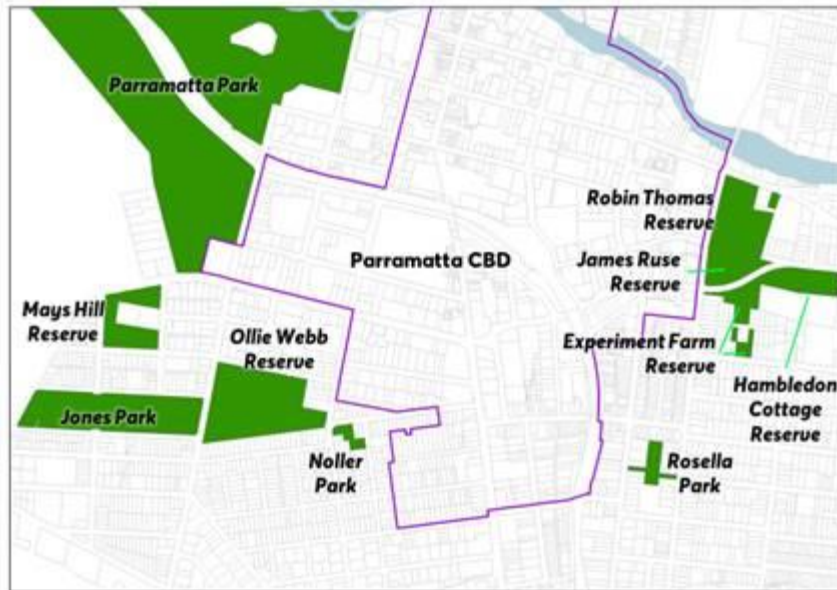 Parramatta Park
Robin Thomas
Reserve
Parramatta CBD
James Ruse
Reserve
Mays Hill
Reserve
Ollie Webb
Reserve
Experiment Farm
Reserve
Hambledon
Cottage
Reserve
Jones Park
Noller
Park
Rosella
Park